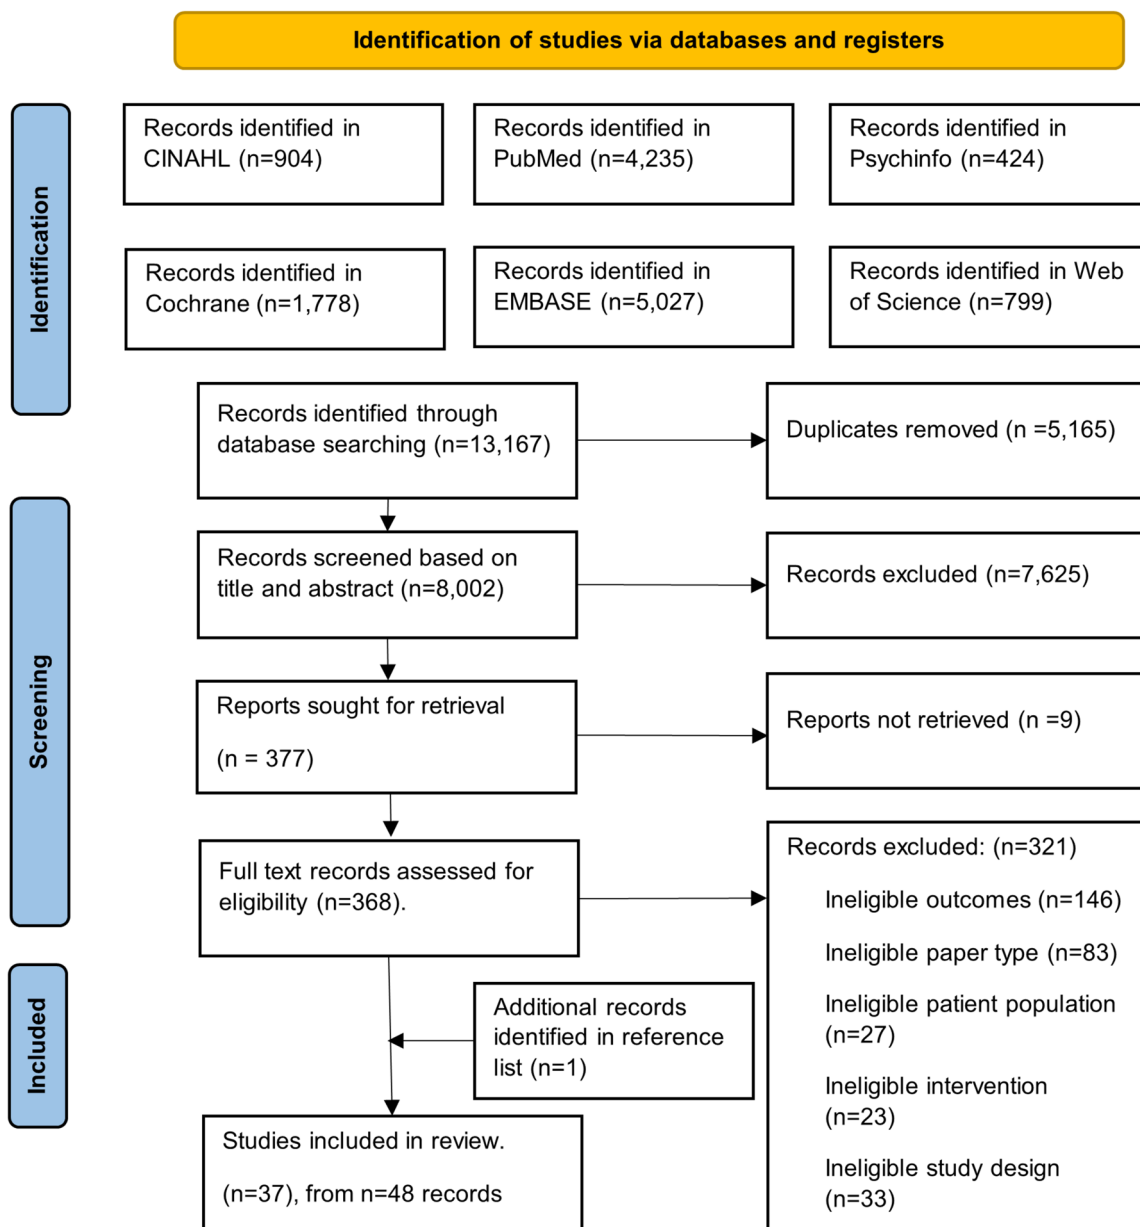 Identification of studies via databases and registers
Identification
Records identified in
CINAHL (n=904)
Records identified in
PubMed (n=4,235)
Records identified in
Psychinfo (n=424)
Records identified in
Cochrane (n=1,778)
Records identified in
EMBASE (n=5,027)
Records identified in Web
of Science (n=799)
Records identified through
database searching (n=13,167)
Duplicates removed (n =5,165)
Screening
Records screened based on
title and abstract (n=8,002)
Records excluded (n=7,625)
Reports sought for retrieval
(n = 377)
Reports not retrieved (n =9)
Full text records assessed for
eligibility (n=368).
Records excluded: (n=321)
Ineligible outcomes (n=146)
Ineligible paper type (n=83)
Ineligible patient population
(n=27)
Ineligible intervention
(n=23)
Ineligible study design
(n=33)
Included
Additional records
identified in reference
list (n=1)
Studies included in review.
(n=37), from n=48 records